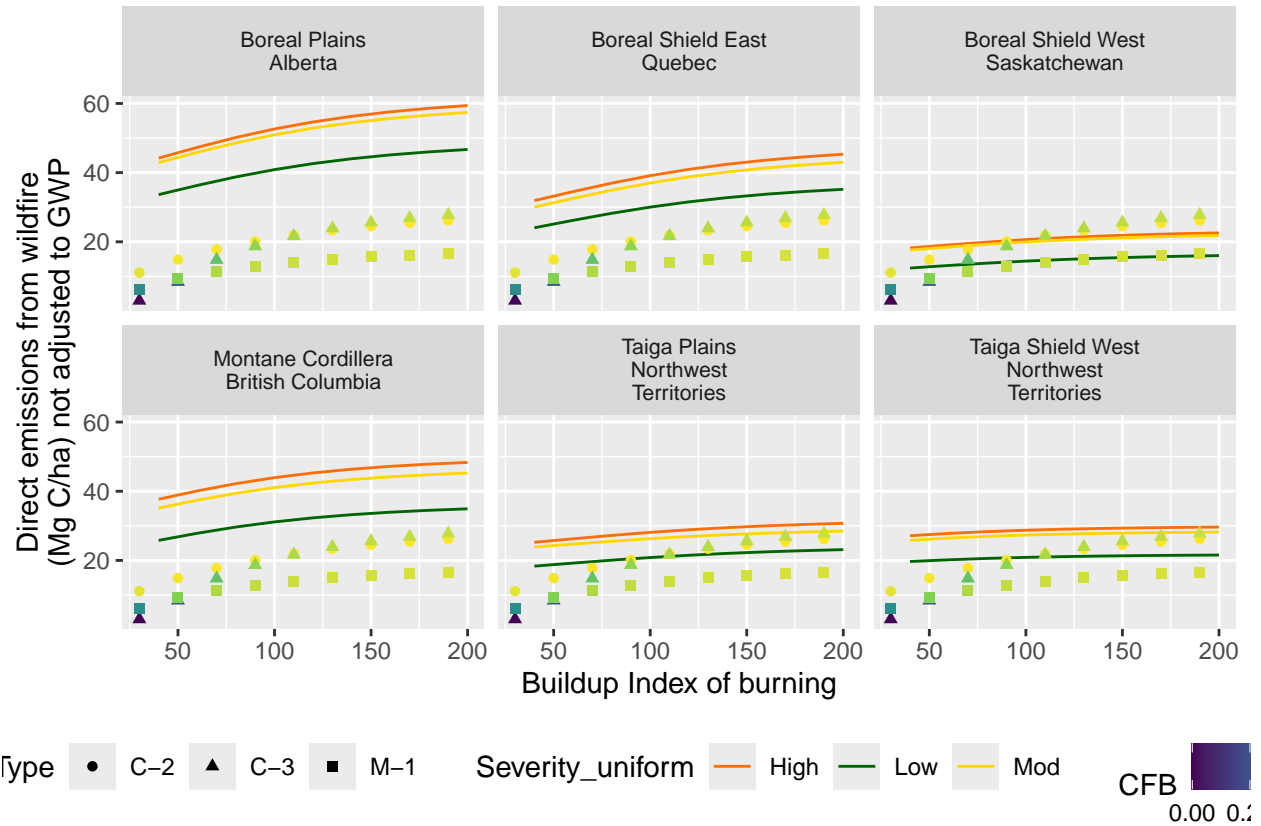 Boreal Plains
Alberta
Boreal Shield East
Quebec
Boreal Shield West
Saskatchewan
60
40
20
Montane Cordillera
British Columbia
Taiga Plains
Northwest
Territories
Taiga Shield West
Northwest
Territories
60
40
20
50 100 150 200
50 100 150 200
50 100 150 200
Direct emissions from wildfire
(Mg C/ha) not adjusted to GWP
Buildup Index of burning
Type C−2 C−3 M−1
Severity_uniform High Low Mod
CFB
0.00